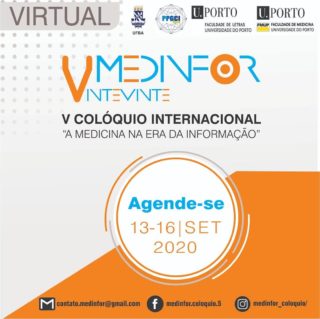 VIRTUAL
UFBA
PPGCI
U.PORTO
FACULDADE DE LETRAS
UNIVERSIDADE DO PORTO
U.PORTO
FMUP FACULDADE DE MEDICINA
UNIVERSIDADE DO PORTO
V MEDINFOR
VINTEVINTE
V COLÓQUIO INTERNACIONAL
“A MEDICINA NA ERA DA INFORMAÇÃO”
Agende-se
13-16|SET
2020
contato.medinfor@gmail.com
medinfor.coloquio.5
medinfor_coloquio/